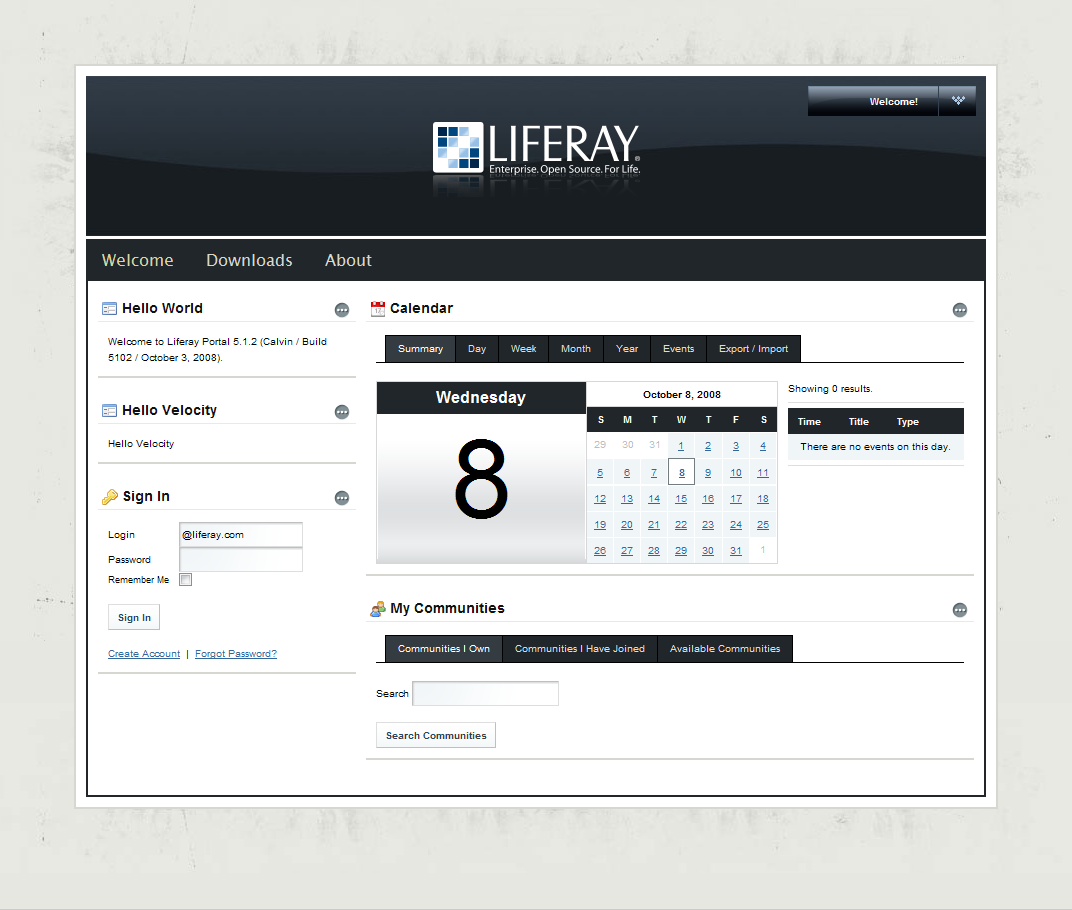 Welcome!
LIFERAY®
Enterprise. Open Source. For Life.
Welcome Downloads About
Hello World
Welcome to Liferay Portal 5.1.2 (Calvin / Build
5102 / October 3, 2008).
Hello Velocity
Hello Velocity
Sign In
Login @liferay.com
Password
Remember Me
Sign In
Create Account | Forgot Password?
Calendar
Summary Day Week Month Year Events Export / Import
Wednesday
8
October 8, 2008
S M T W T F S
29 30 31 1 2 3 4
5 6 7 8 9 10 11
12 13 14 15 16 17 18
19 20 21 22 23 24 25
26 27 28 29 30 31 1
Showing 0 results.
Time Title Type
There are no events on this day.
My Communities
Communities I Own Communities I Have Joined Available Communities
Search
Search Communities